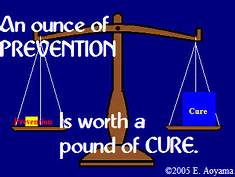 An ounce of
PREVENTION
Prevention
Cure
Is worth a
pound of CURE.
©2005 E. Aoyama